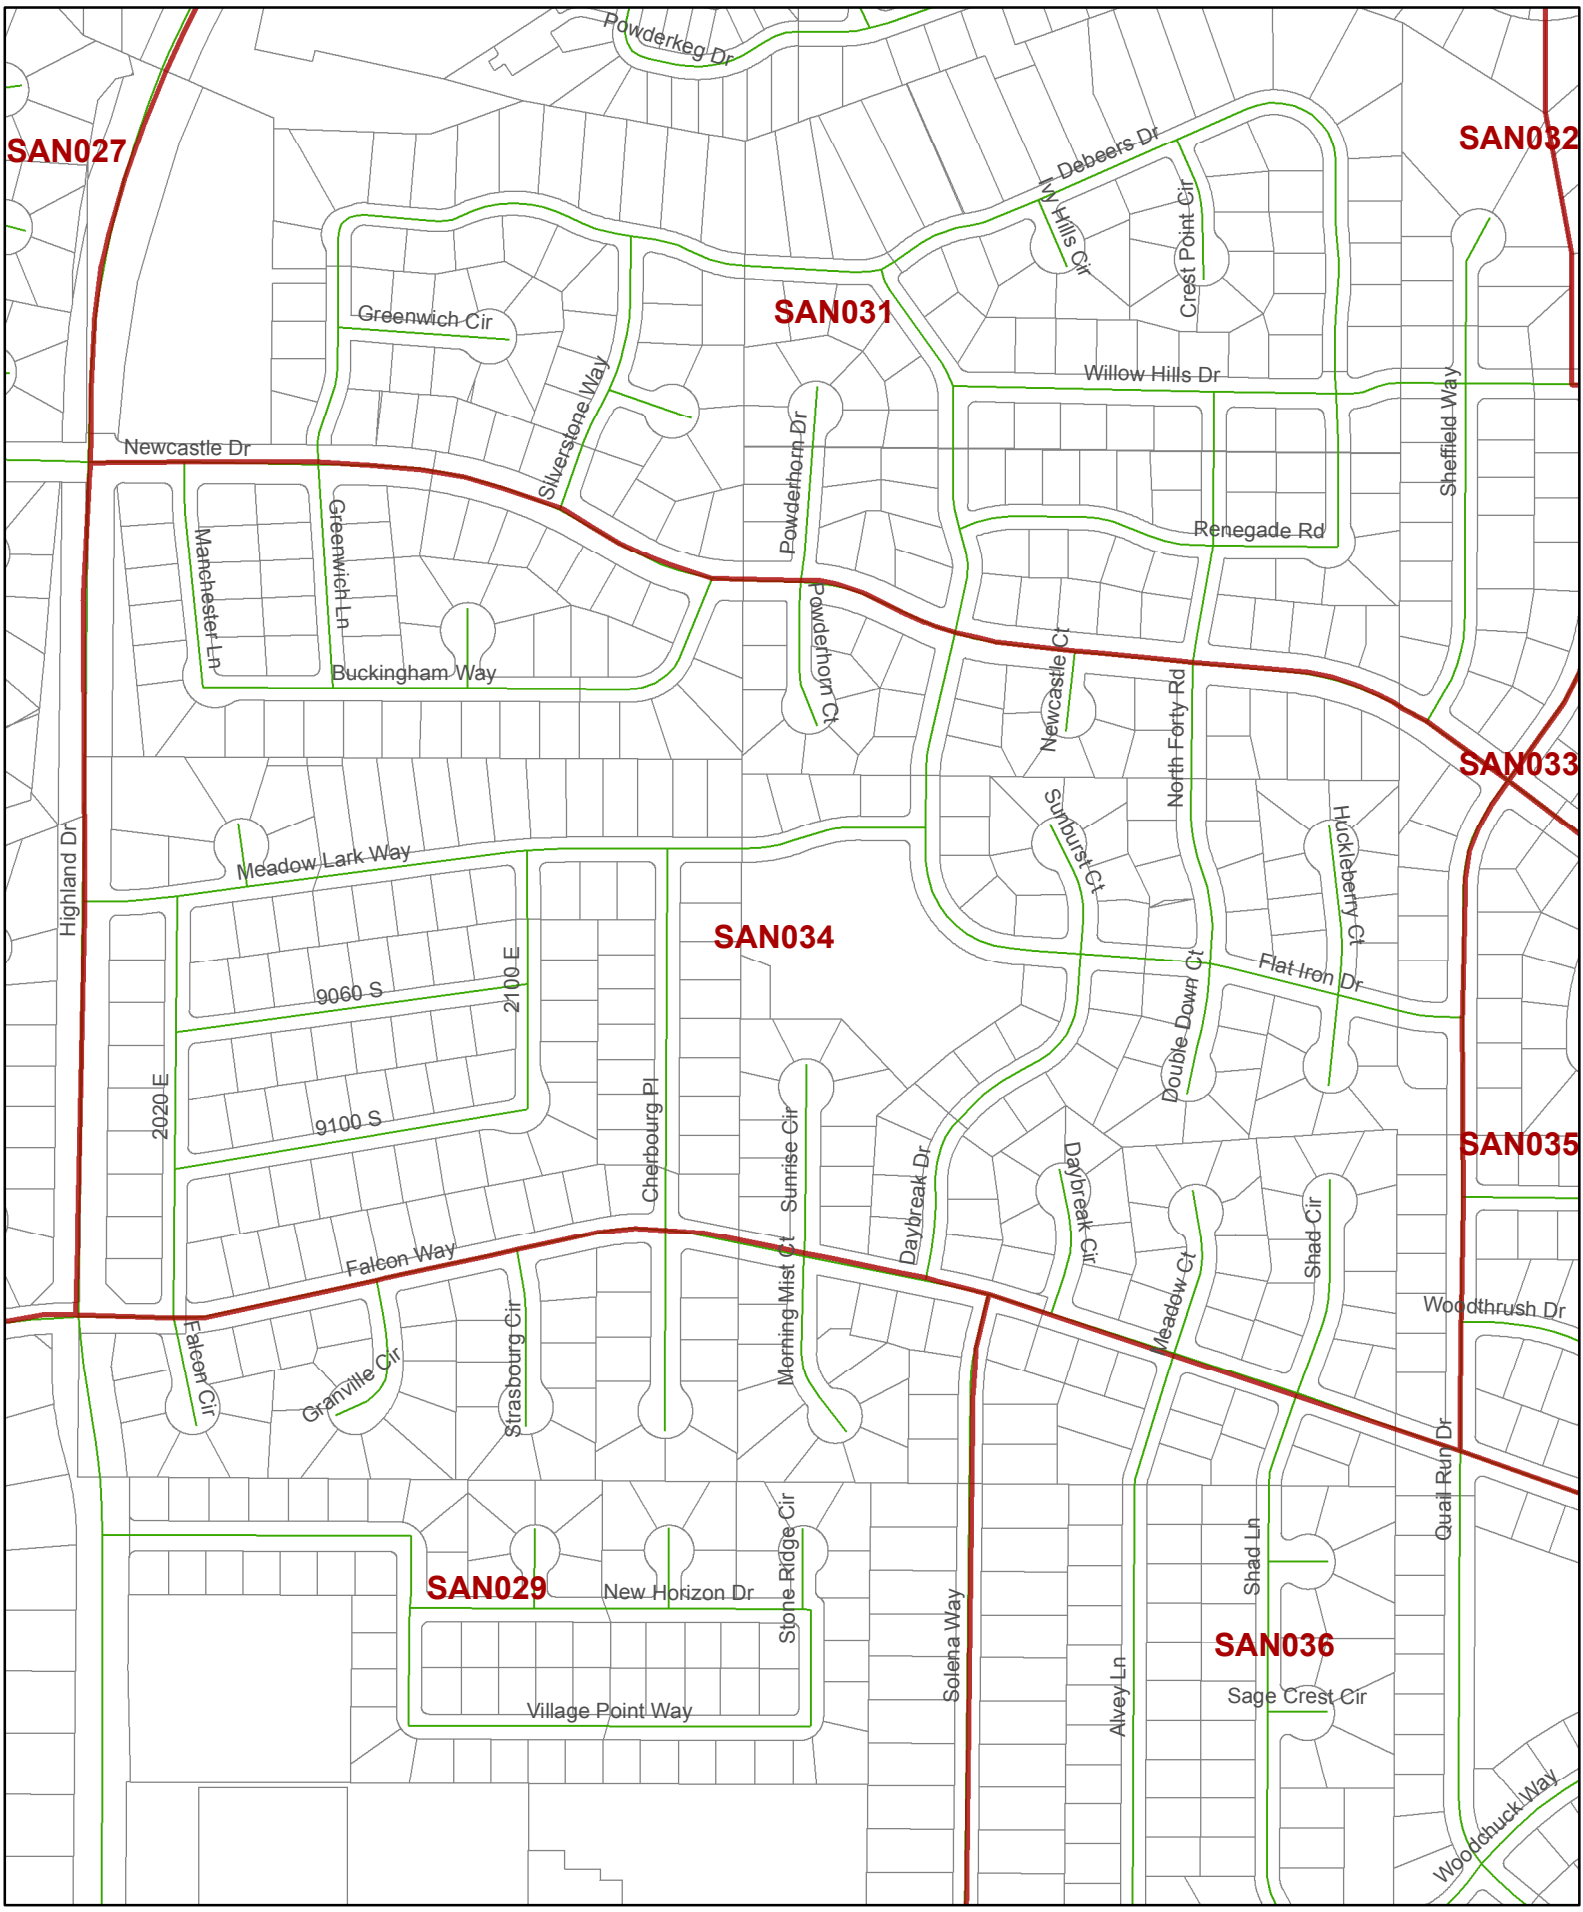 Powderkeg Dr
SAN027
SAN032
Debeers Dr
Ivy Hills Cir
Crest Point Cir
SAN031
Greenwich Cir
Willow Hills Dr
Silverstone Way
Sheffield Way
Powderhorn Dr
Newcastle Dr
Greenwich Ln
Manchester Ln
Renegade Rd
Powderhorn Ct
Buckingham Way
Newcastle Ct
North Forty Rd
SAN033
Sunburst Ct
Huckleberry Ct
Highland Dr
Meadow Lark Way
SAN034
2100 E
9060 S
Flat Iron Dr
Double Down Ct
2020 E
9100 S
Cherbourg Pl
Sunrise Cir
SAN035
Daybreak Dr
Daybreak Cir
Shad Cir
Falcon Way
Morning Mist Ct
Meadow Ct
Woodthrush Dr
Falcon Cir
Granville Cir
Strasbourg Cir
Quail Run Dr
Stone Ridge Cir
Shad Ln
SAN029
New Horizon Dr
Solena Way
SAN036
Alvey Ln
Sage Crest Cir
Village Point Way
Woodchuck Way